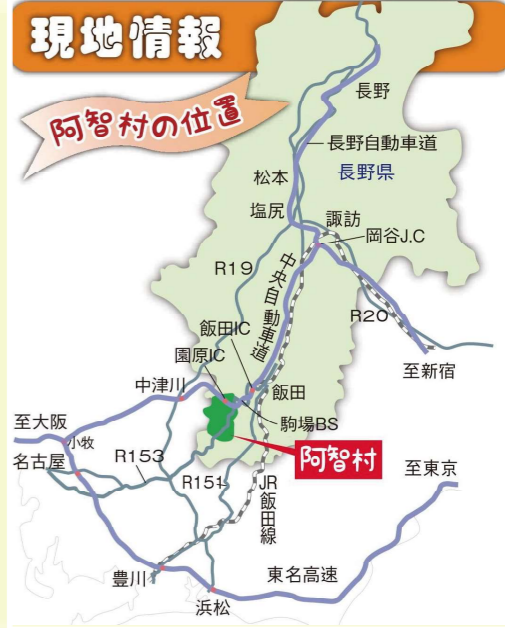 現地情報
阿智村の位置
長野
長野自動車道
長野県
松本
塩尻
諏訪
岡谷J.C
R19
中央自動車道
R20
飯田IC
園原IC
至新宿
中津川
飯田
駒場BS
至大阪
小牧
阿智村
名古屋
R153
至東京
R151
JR飯田線
豊川
東名高速
浜松